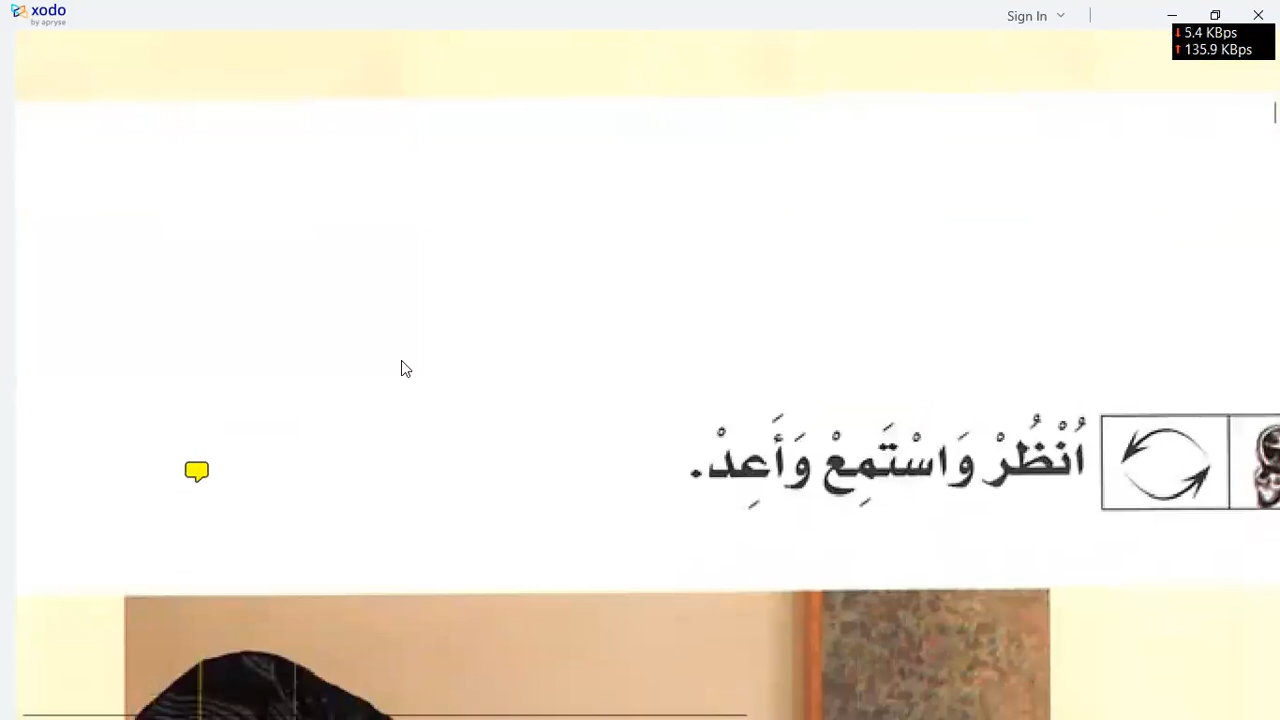 xodo
by apryse
Sign In
5.4 KBps
135.9 KBps
اُنْظُرْ وَاسْتَمِعْ وَأَعِدْ.